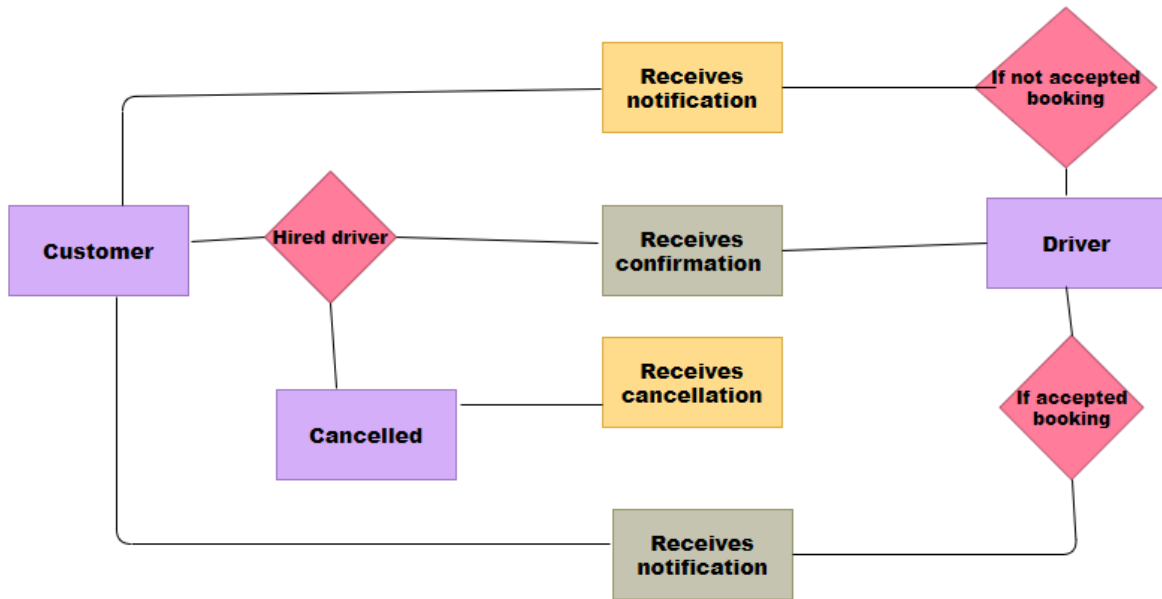 Receives
notification
If not accepted
booking
Customer
Hired driver
Receives
confirmation
Driver
Receives
cancellation
If accepted
booking
Cancelled
Receives
notification